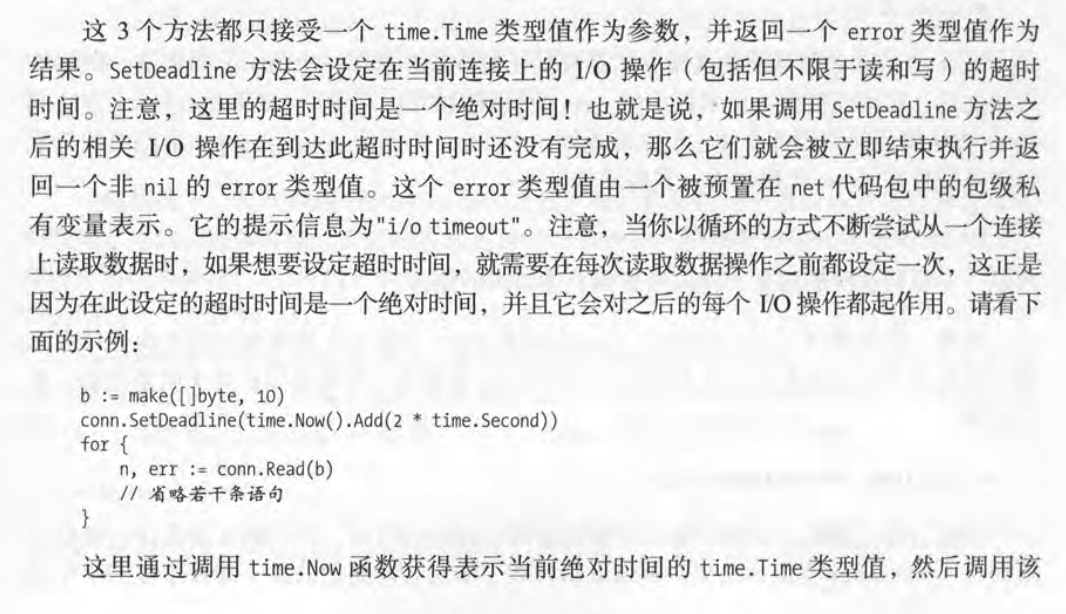 这 3 个方法都只接受一个 time.Time 类型值作为参数，并返回一个 error 类型值作为
结果。SetDeadline 方法会设定在当前连接上的 I/O 操作（包括但不限于读和写）的超时
时间。注意，这里的超时时间是一个绝对时间！也就是说，如果调用 SetDeadline 方法之
后的相关 I/O 操作在到达此超时时间时还没有完成，那么它们就会被立即结束执行并返
回一个非 nil 的 error 类型值。这个 error 类型值由一个被预置在 net 代码包中的包级私
有变量表示。它的提示信息为"i/o timeout"。注意，当你以循环的方式不断尝试从一个连接
上读取数据时，如果想要设定超时时间，就需要在每次读取数据操作之前都设定一次，这正是
因为在此设定的超时时间是一个绝对时间，并且它会对之后的每个 I/O 操作都起作用。请看下
面的示例：
b := make([]byte, 10)
conn.SetDeadline(time.Now().Add(2 * time.Second))
for {
    n, err := conn.Read(b)
    // 省略若干条语句
}
这里通过调用 time.Now 函数获得表示当前绝对时间的 time.Time 类型值，然后调用该